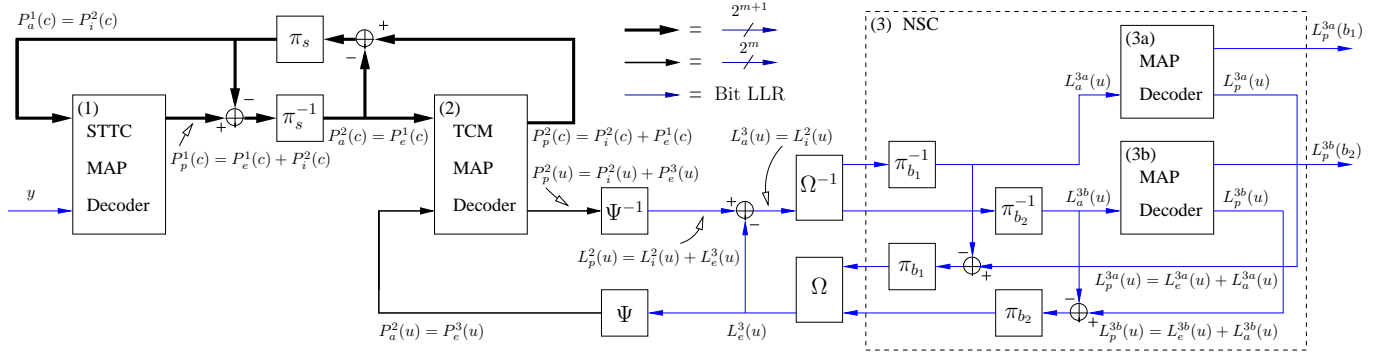 P_a^1(c) = P_i^2(c)
π_s
+
−
2^{m+1}
=
2^m
=
= Bit LLR
(3) NSC
(3a)
MAP
Decoder
L_p^{3a}(b_1)
L_a^{3a}(u)
L_p^{3a}(u)
(1)
STTC
MAP
Decoder
−
+
π_s^{-1}
P_p^1(c) = P_e^1(c) + P_i^2(c)
P_a^2(c) = P_e^1(c)
(2)
TCM
MAP
Decoder
P_p^2(c) = P_i^2(c) + P_e^1(c)
P_p^2(u) = P_i^2(u) + P_e^3(u)
L_a^3(u) = L_i^2(u)
Ω^{-1}
π_{b_1}^{-1}
(3b)
MAP
Decoder
L_p^{3b}(b_2)
L_a^{3b}(u)
L_p^{3b}(u)
y
Ψ^{-1}
+
−
π_{b_2}^{-1}
L_p^2(u) = L_i^2(u) + L_e^3(u)
Ω
π_{b_1}
−
+
L_p^{3a}(u) = L_e^{3a}(u) + L_a^{3a}(u)
Ψ
π_{b_2}
−
+
P_a^2(u) = P_e^3(u)
L_e^3(u)
L_p^{3b}(u) = L_e^{3b}(u) + L_a^{3b}(u)